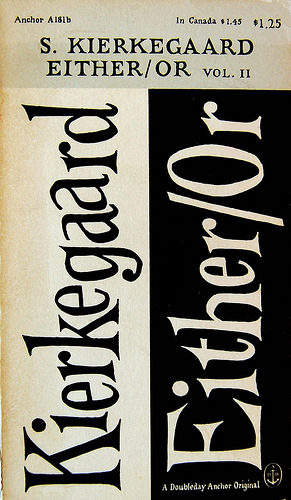 Anchor A181b
In Canada $1.45 $1.25
S. KIERKEGAARD
EITHER/OR VOL. II
Kierkegaard
Either/Or
A Doubleday Anchor Original